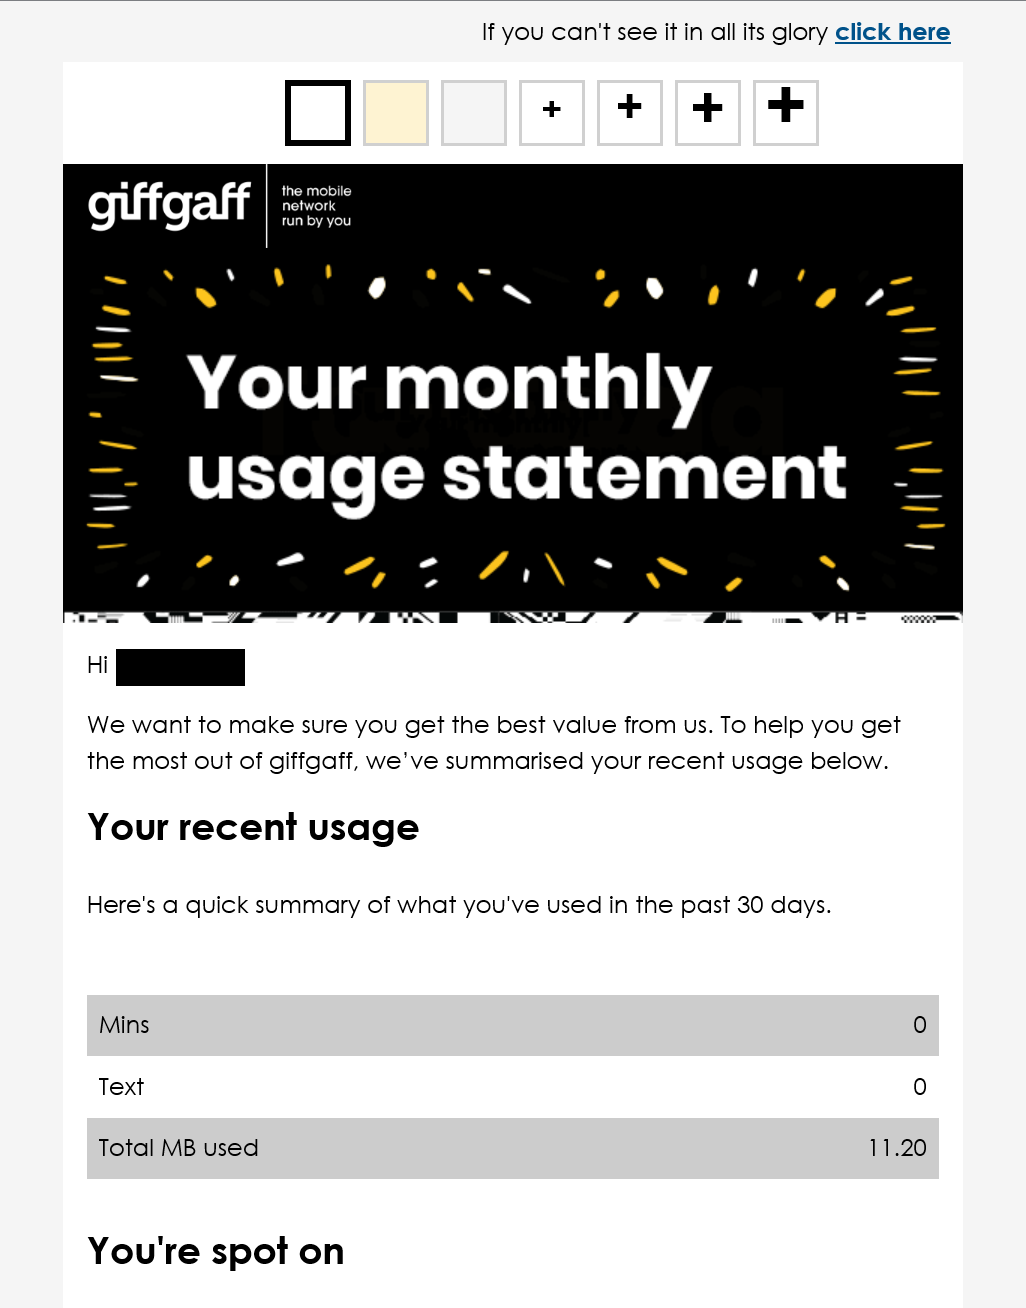 If you can't see it in all its glory click here
giffgaff
the mobile
network
run by you
Your monthly
usage statement
Hi
We want to make sure you get the best value from us. To help you get
the most out of giffgaff, we’ve summarised your recent usage below.
Your recent usage
Here's a quick summary of what you've used in the past 30 days.
Mins 0
Text 0
Total MB used 11.20
You're spot on